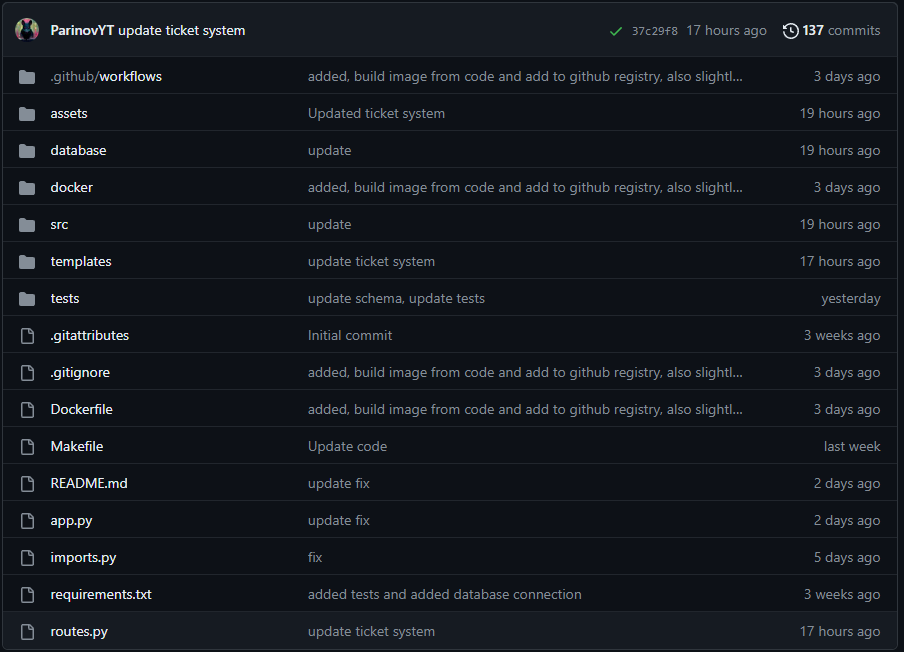 ParinovYT update ticket system 37c29f8 17 hours ago 137 commits
.github/workflows added, build image from code and add to github registry, also slightl... 3 days ago
assets Updated ticket system 19 hours ago
database update 19 hours ago
docker added, build image from code and add to github registry, also slightl... 3 days ago
src update 19 hours ago
templates update ticket system 17 hours ago
tests update schema, update tests yesterday
.gitattributes Initial commit 3 weeks ago
.gitignore added, build image from code and add to github registry, also slightl... 3 days ago
Dockerfile added, build image from code and add to github registry, also slightl... 3 days ago
Makefile Update code last week
README.md update fix 2 days ago
app.py update fix 2 days ago
imports.py fix 5 days ago
requirements.txt added tests and added database connection 3 weeks ago
routes.py update ticket system 17 hours ago